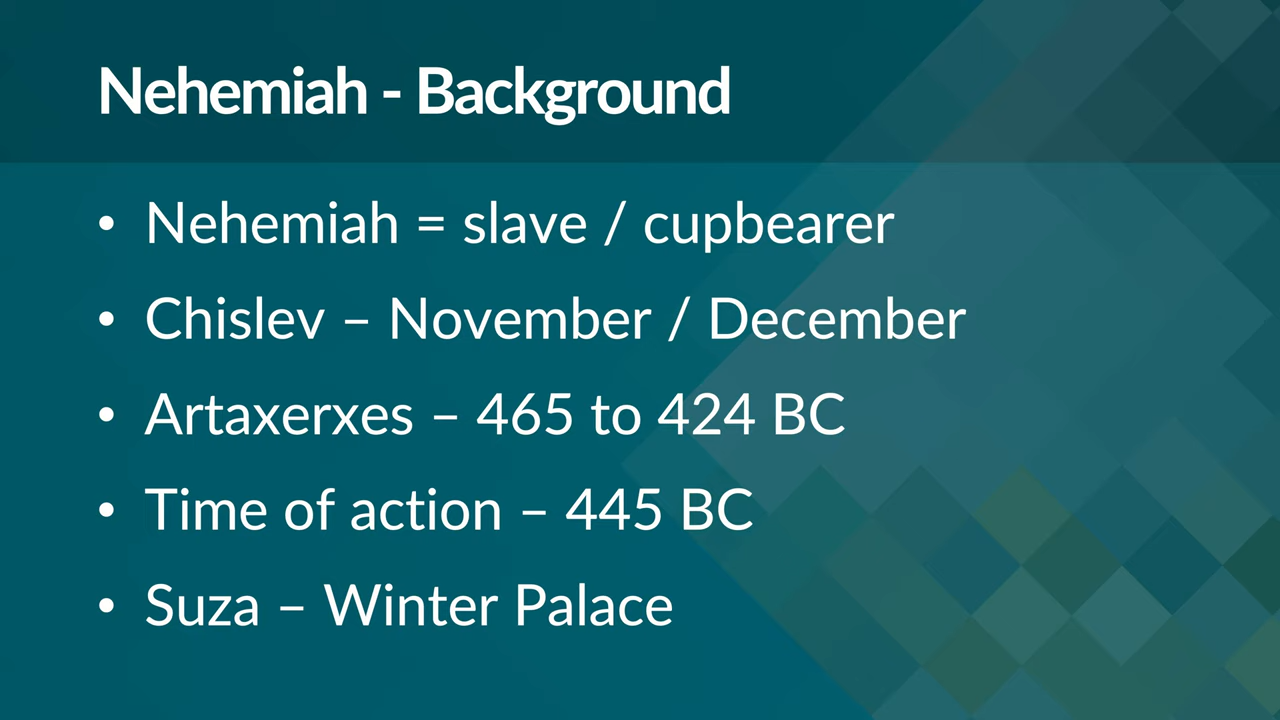 Nehemiah - Background
• Nehemiah = slave / cupbearer
• Chislev – November / December
• Artaxerxes – 465 to 424 BC
• Time of action – 445 BC
• Suza – Winter Palace